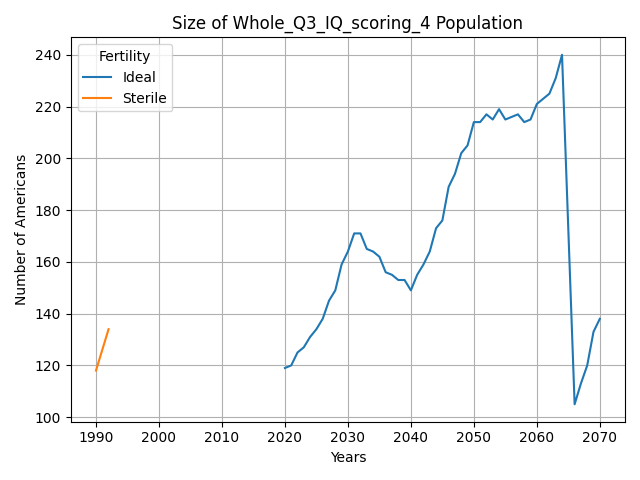 Size of Whole_Q3_IQ_scoring_4 Population
Fertility
Ideal
Sterile
Number of Americans
240
220
200
180
160
140
120
100
1990 2000 2010 2020 2030 2040 2050 2060 2070
Years